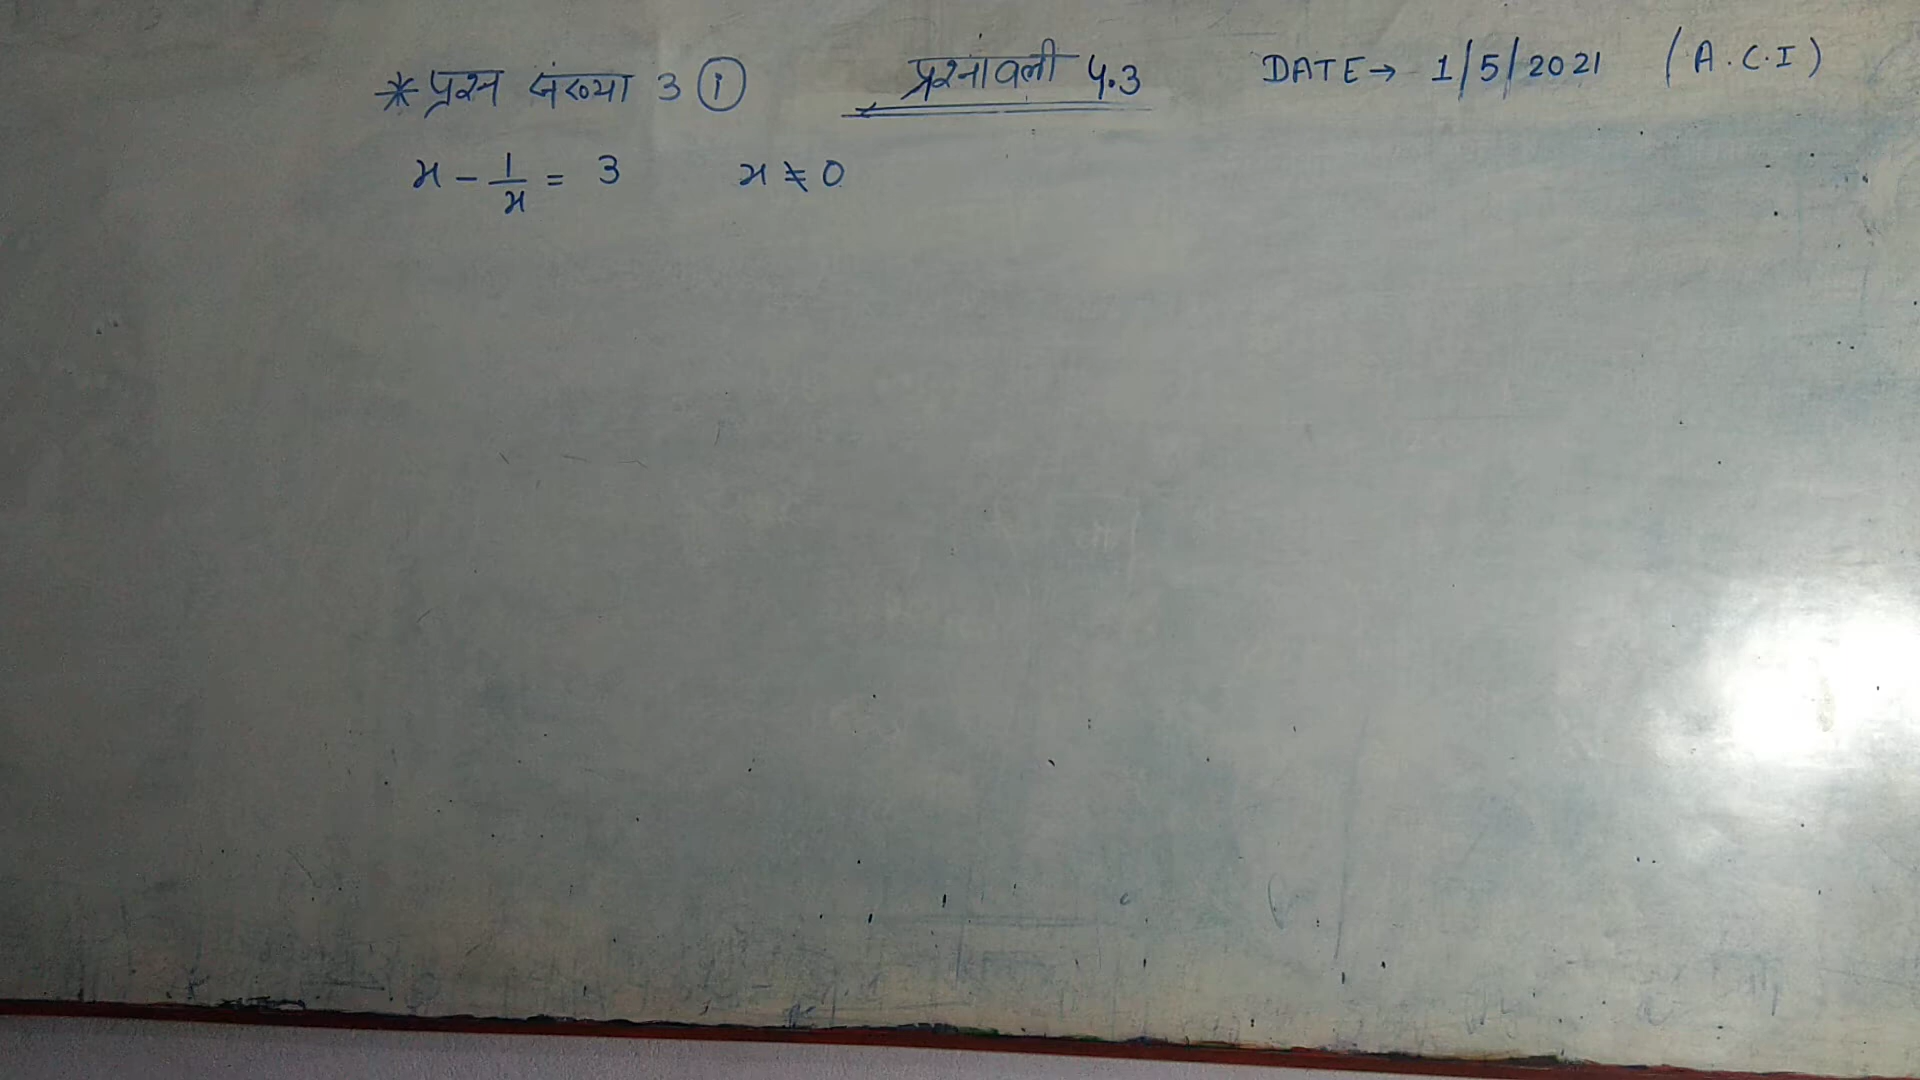 * प्रश्न संख्या 3 (i) प्रश्नावली 4.3 DATE→ 1/5/2021 (A.C.I)
x - 1/x = 3 x ≠ 0